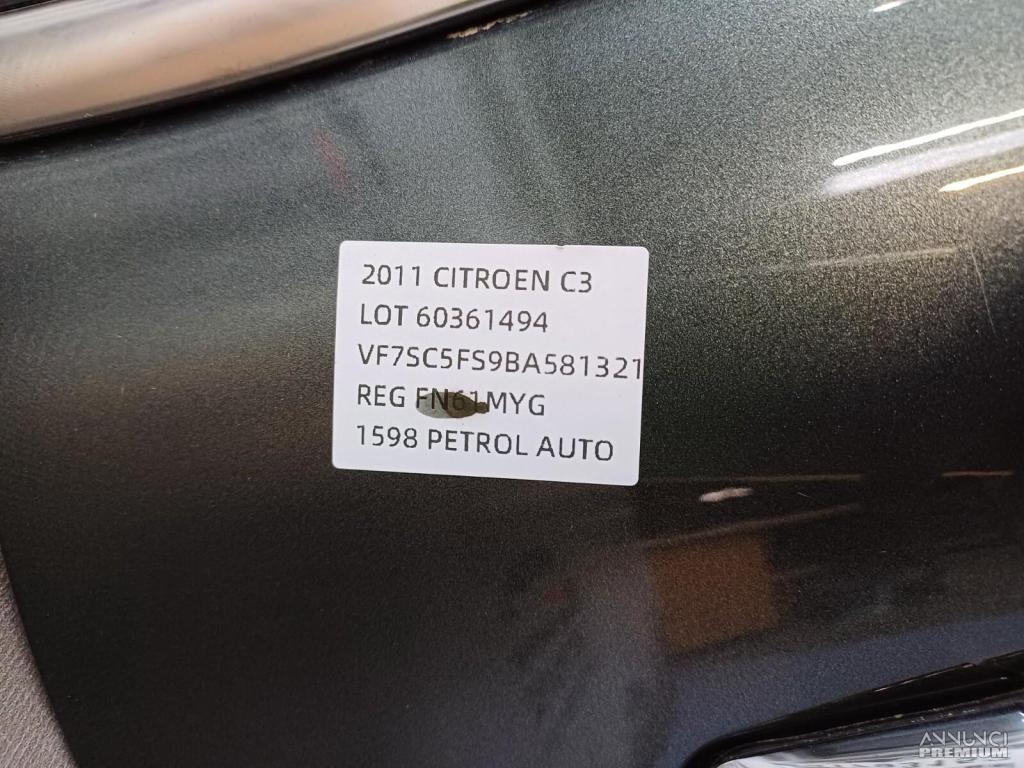 2011 CITROEN C3
LOT 60361494
VF7SC5FS9BA581321
REG FN61MYG
1598 PETROL AUTO
ANNUNCI
PREMIUM